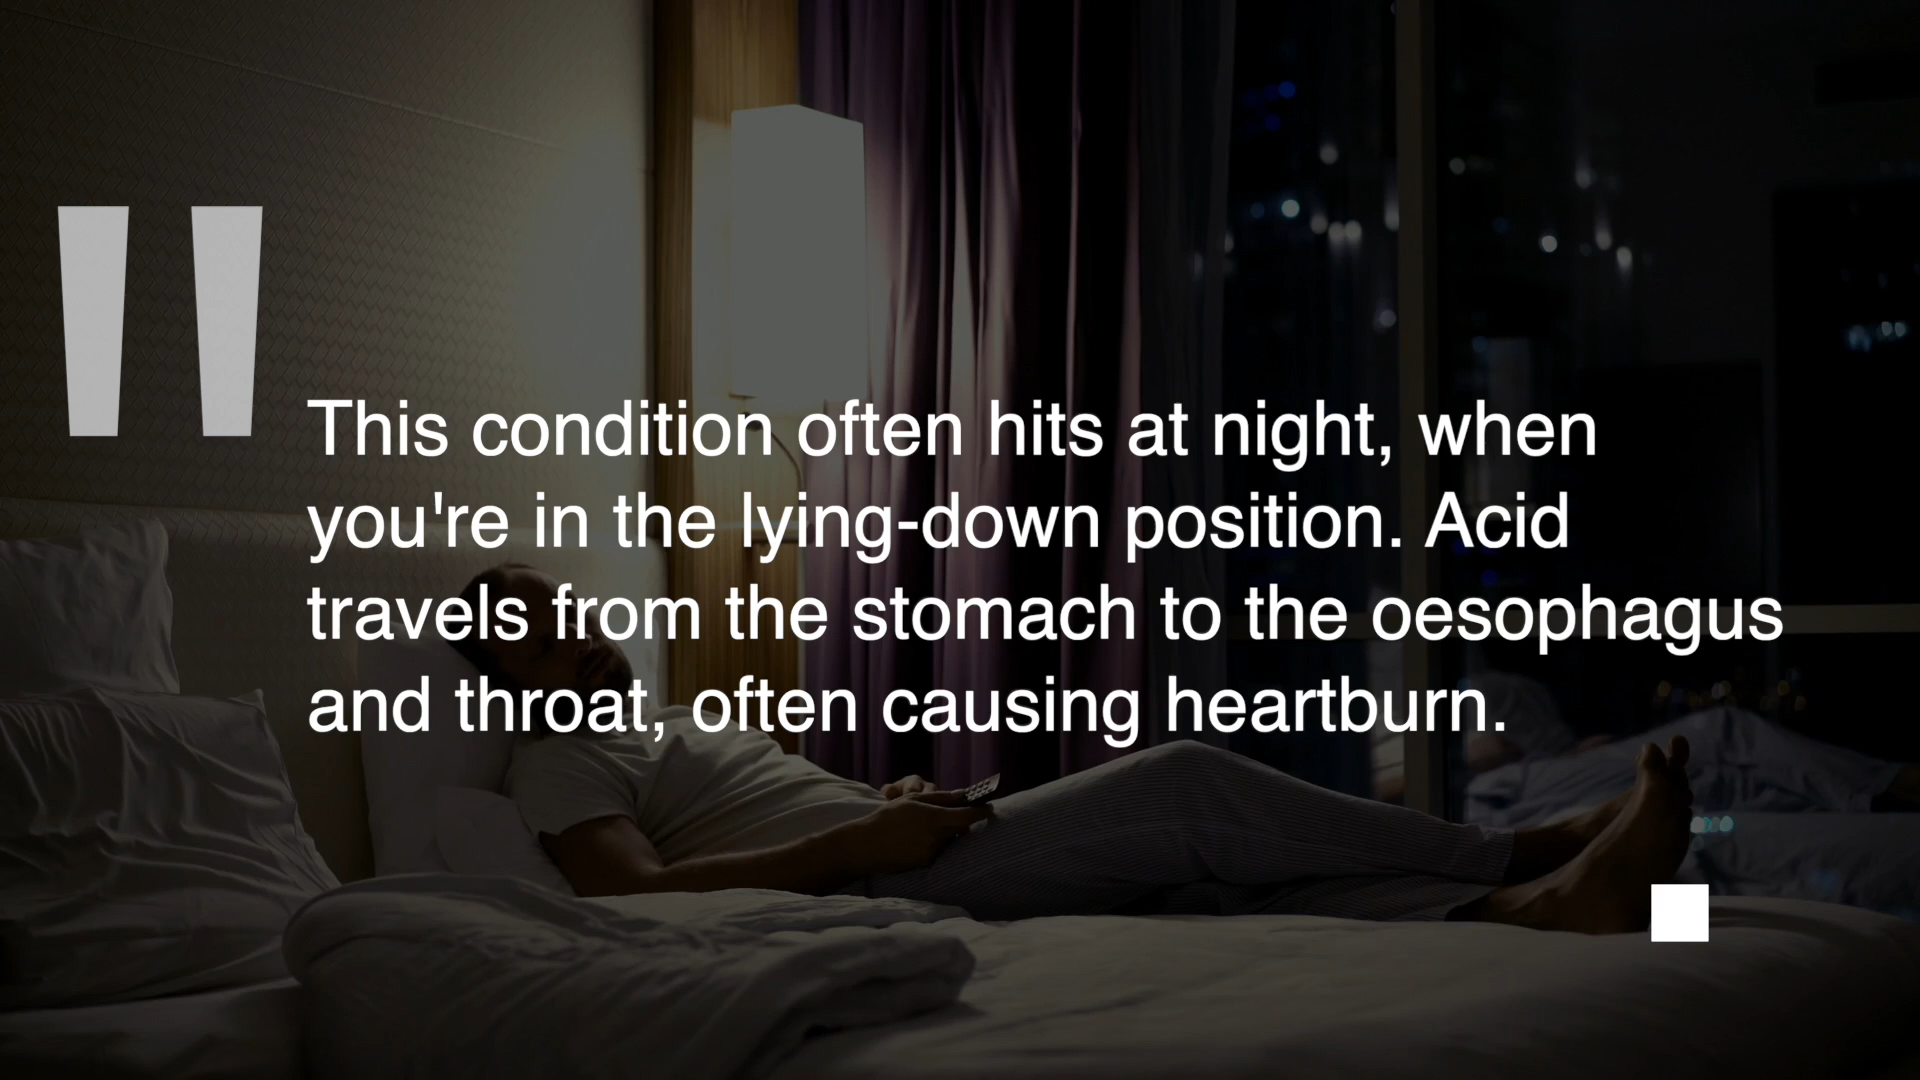 "
This condition often hits at night, when
you're in the lying-down position. Acid
travels from the stomach to the oesophagus
and throat, often causing heartburn.